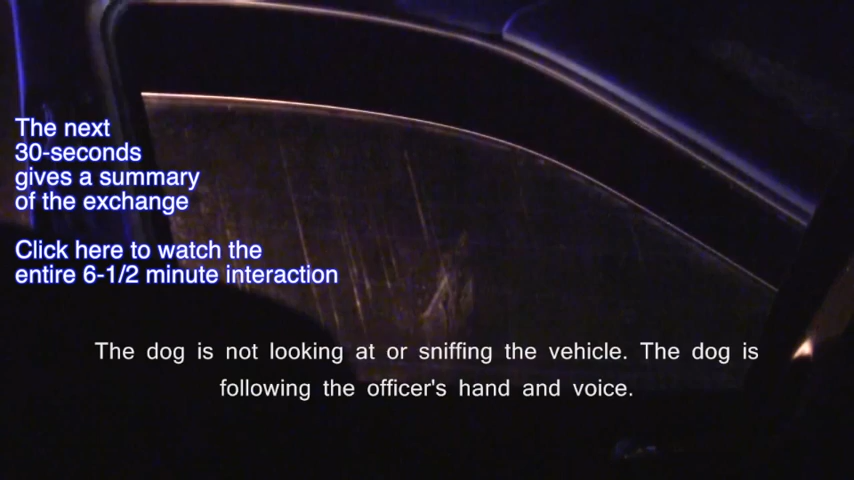 The next
30-seconds
gives a summary
of the exchange
Click here to watch the
entire 6-1/2 minute interaction
The dog is not looking at or sniffing the vehicle. The dog is
following the officer's hand and voice.